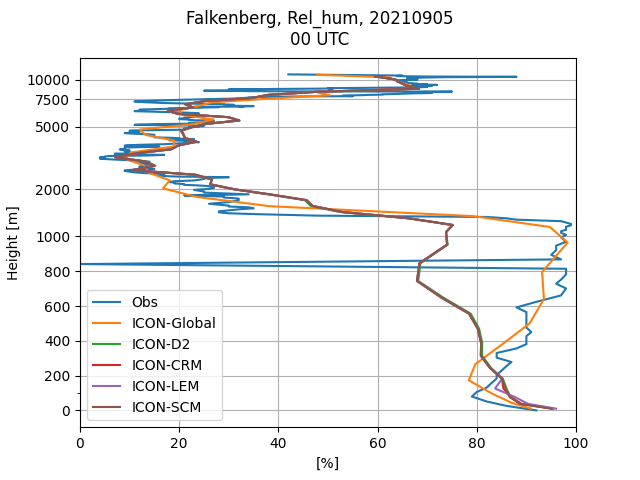 Falkenberg, Rel_hum, 20210905
00 UTC
Height [m]
10000
7500
5000
2000
1000
800
600
400
200
0
Obs
ICON-Global
ICON-D2
ICON-CRM
ICON-LEM
ICON-SCM
0 20 40 60 80 100
[%]